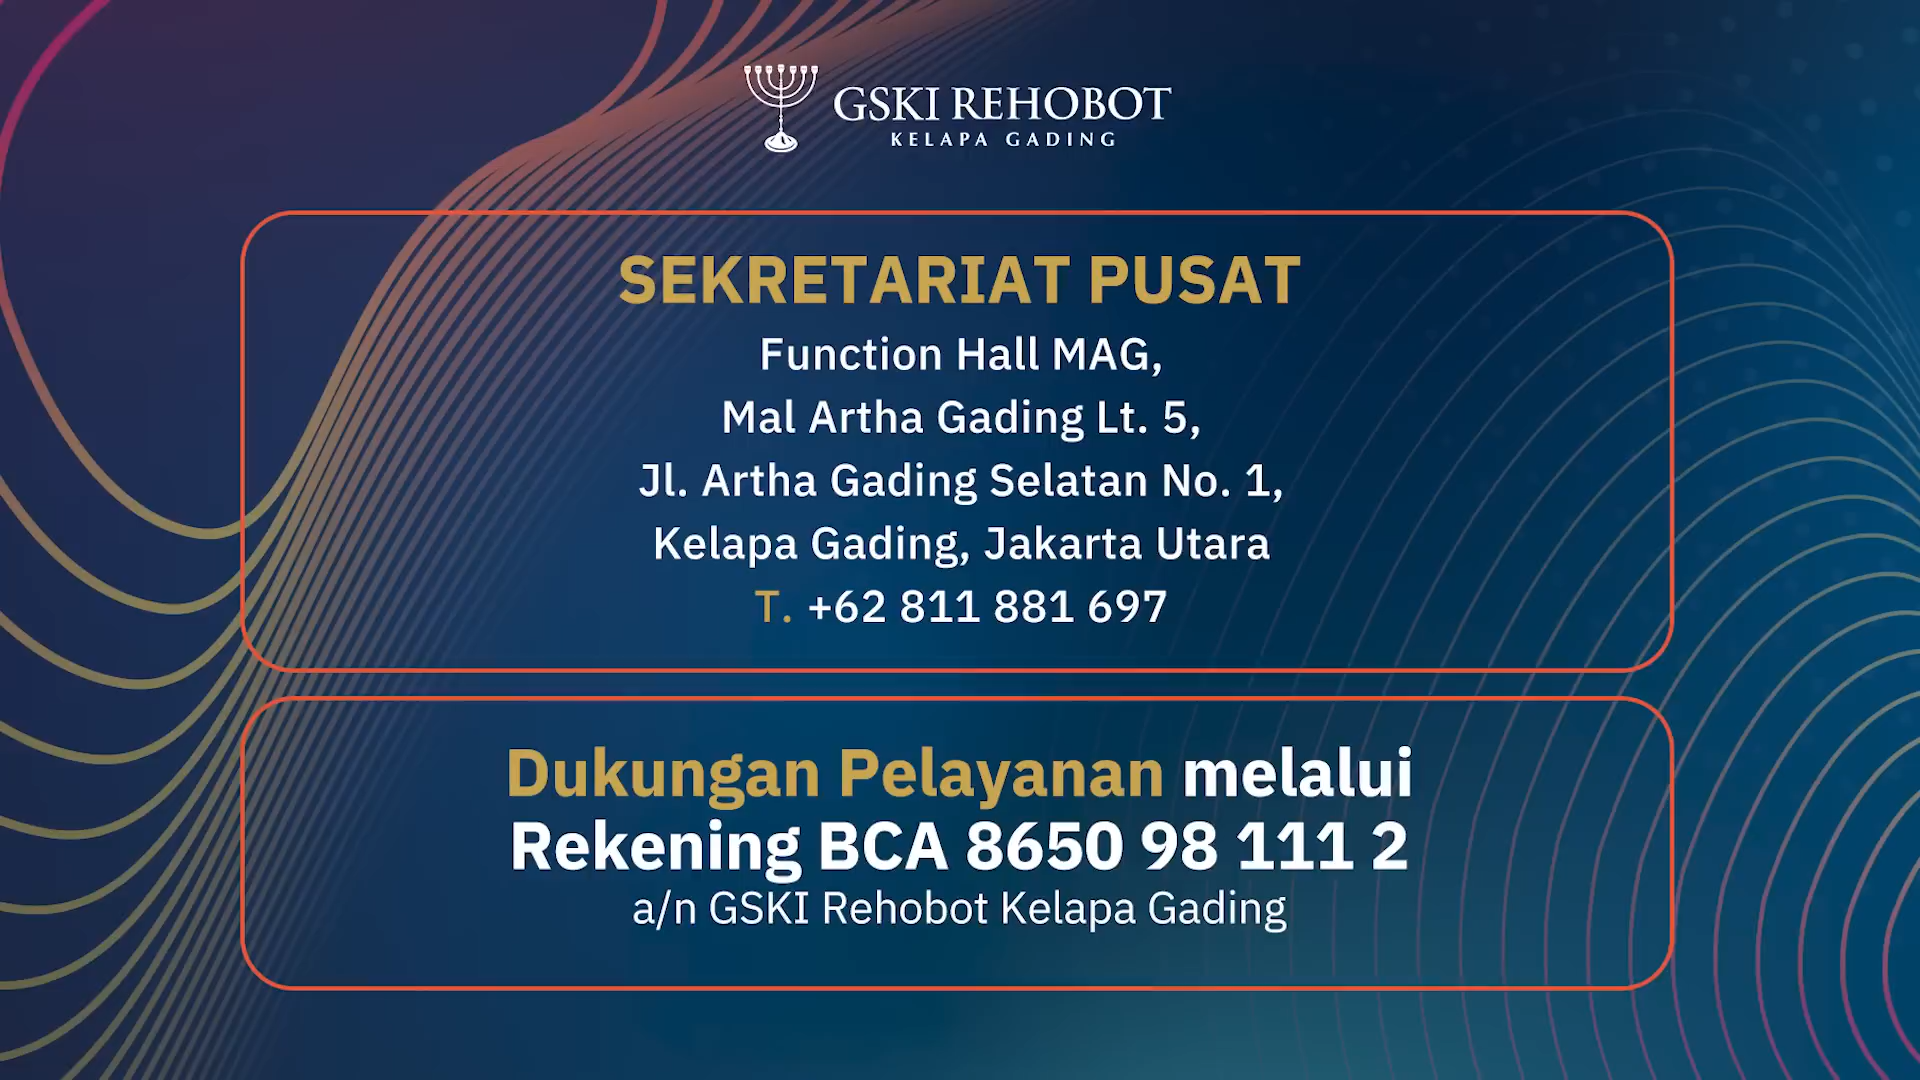 GSKI REHOBOT
KELAPA GADING
SEKRETARIAT PUSAT
Function Hall MAG,
Mal Artha Gading Lt. 5,
Jl. Artha Gading Selatan No. 1,
Kelapa Gading, Jakarta Utara
T. +62 811 881 697
Dukungan Pelayanan melalui
Rekening BCA 8650 98 111 2
a/n GSKI Rehobot Kelapa Gading